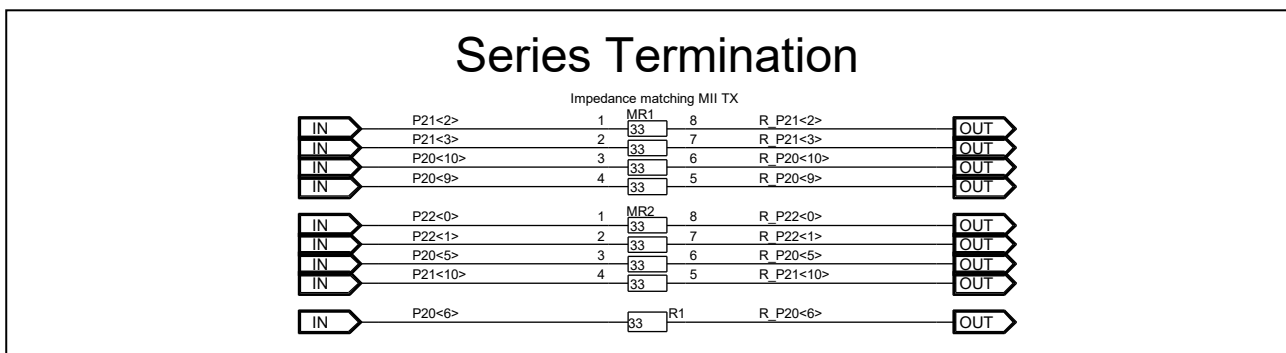 Series Termination
Impedance matching MII TX
MR1
IN P21<2> 1 33 8 R_P21<2> OUT
IN P21<3> 2 33 7 R_P21<3> OUT
IN P20<10> 3 33 6 R_P20<10> OUT
IN P20<9> 4 33 5 R_P20<9> OUT
MR2
IN P22<0> 1 33 8 R_P22<0> OUT
IN P22<1> 2 33 7 R_P22<1> OUT
IN P20<5> 3 33 6 R_P20<5> OUT
IN P21<10> 4 33 5 R_P21<10> OUT
IN P20<6> 33 R1 R_P20<6> OUT